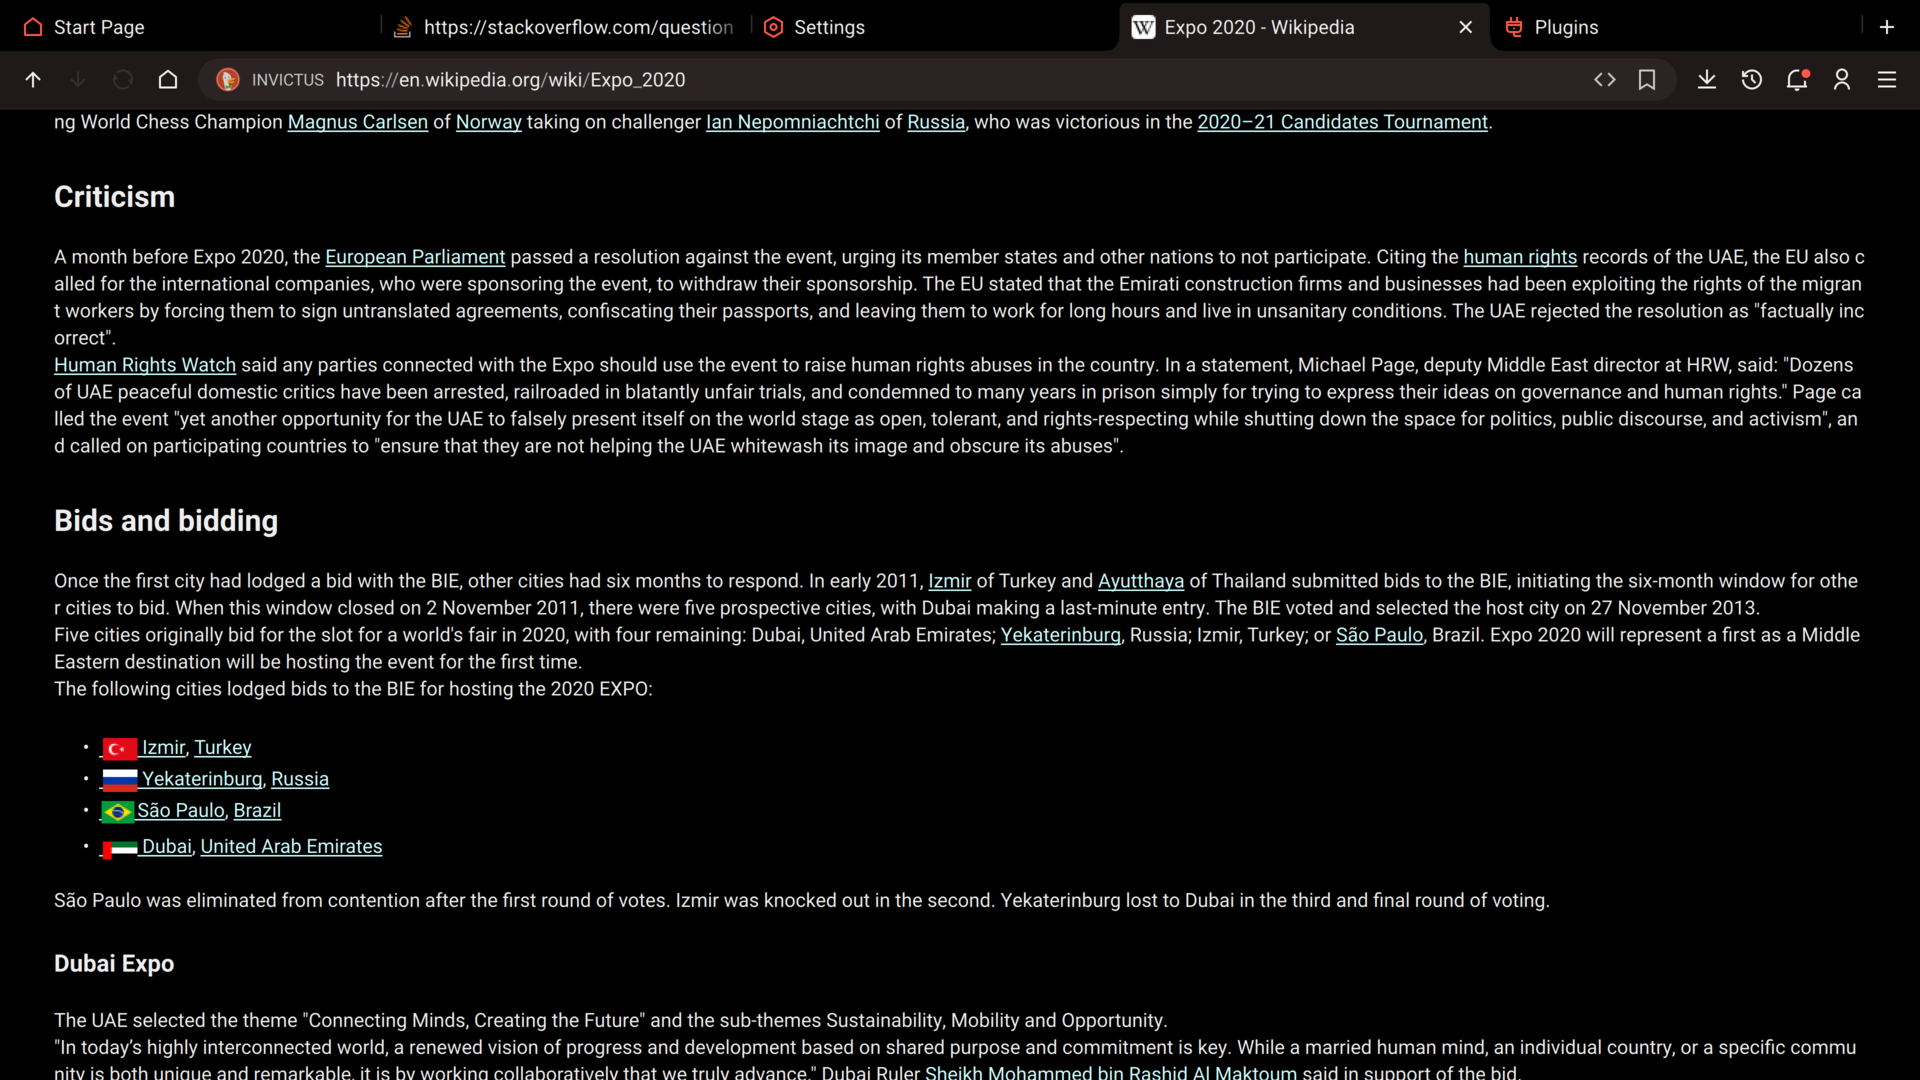 Start Page
https://stackoverflow.com/question
Settings
Expo 2020 - Wikipedia
Plugins
INVICTUS https://en.wikipedia.org/wiki/Expo_2020
ng World Chess Champion Magnus Carlsen of Norway taking on challenger Ian Nepomniachtchi of Russia, who was victorious in the 2020–21 Candidates Tournament.
Criticism
A month before Expo 2020, the European Parliament passed a resolution against the event, urging its member states and other nations to not participate. Citing the human rights records of the UAE, the EU also c
alled for the international companies, who were sponsoring the event, to withdraw their sponsorship. The EU stated that the Emirati construction firms and businesses had been exploiting the rights of the migran
t workers by forcing them to sign untranslated agreements, confiscating their passports, and leaving them to work for long hours and live in unsanitary conditions. The UAE rejected the resolution as "factually inc
orrect".
Human Rights Watch said any parties connected with the Expo should use the event to raise human rights abuses in the country. In a statement, Michael Page, deputy Middle East director at HRW, said: "Dozens
of UAE peaceful domestic critics have been arrested, railroaded in blatantly unfair trials, and condemned to many years in prison simply for trying to express their ideas on governance and human rights." Page ca
lled the event "yet another opportunity for the UAE to falsely present itself on the world stage as open, tolerant, and rights-respecting while shutting down the space for politics, public discourse, and activism", an
d called on participating countries to "ensure that they are not helping the UAE whitewash its image and obscure its abuses".
Bids and bidding
Once the first city had lodged a bid with the BIE, other cities had six months to respond. In early 2011, Izmir of Turkey and Ayutthaya of Thailand submitted bids to the BIE, initiating the six-month window for othe
r cities to bid. When this window closed on 2 November 2011, there were five prospective cities, with Dubai making a last-minute entry. The BIE voted and selected the host city on 27 November 2013.
Five cities originally bid for the slot for a world's fair in 2020, with four remaining: Dubai, United Arab Emirates; Yekaterinburg, Russia; Izmir, Turkey; or São Paulo, Brazil. Expo 2020 will represent a first as a Middle
Eastern destination will be hosting the event for the first time.
The following cities lodged bids to the BIE for hosting the 2020 EXPO:
• Izmir, Turkey
• Yekaterinburg, Russia
• São Paulo, Brazil
• Dubai, United Arab Emirates
São Paulo was eliminated from contention after the first round of votes. Izmir was knocked out in the second. Yekaterinburg lost to Dubai in the third and final round of voting.
Dubai Expo
The UAE selected the theme "Connecting Minds, Creating the Future" and the sub-themes Sustainability, Mobility and Opportunity.
"In today’s highly interconnected world, a renewed vision of progress and development based on shared purpose and commitment is key. While a married human mind, an individual country, or a specific commu
nity is both unique and remarkable, it is by working collaboratively that we truly advance." Dubai Ruler Sheikh Mohammed bin Rashid Al Maktoum said in support of the bid.